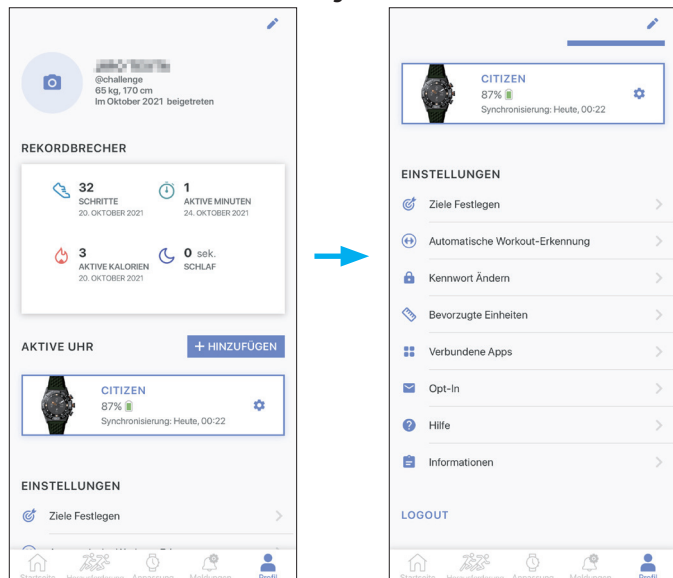 @challenge
65 kg, 170 cm
Im Oktober 2021 beigetreten
REKORDBRECHER
32
SCHRITTE
20. OKTOBER 2021
1
AKTIVE MINUTEN
24. OKTOBER 2021
3
AKTIVE KALORIEN
20. OKTOBER 2021
0 sek.
SCHLAF
AKTIVE UHR
+ HINZUFÜGEN
CITIZEN
87%
Synchronisierung: Heute, 00:22
EINSTELLUNGEN
Ziele Festlegen
CITIZEN
87%
Synchronisierung: Heute, 00:22
EINSTELLUNGEN
Ziele Festlegen
Automatische Workout-Erkennung
Kennwort Ändern
Bevorzugte Einheiten
Verbundene Apps
Opt-In
Hilfe
Informationen
LOGOUT